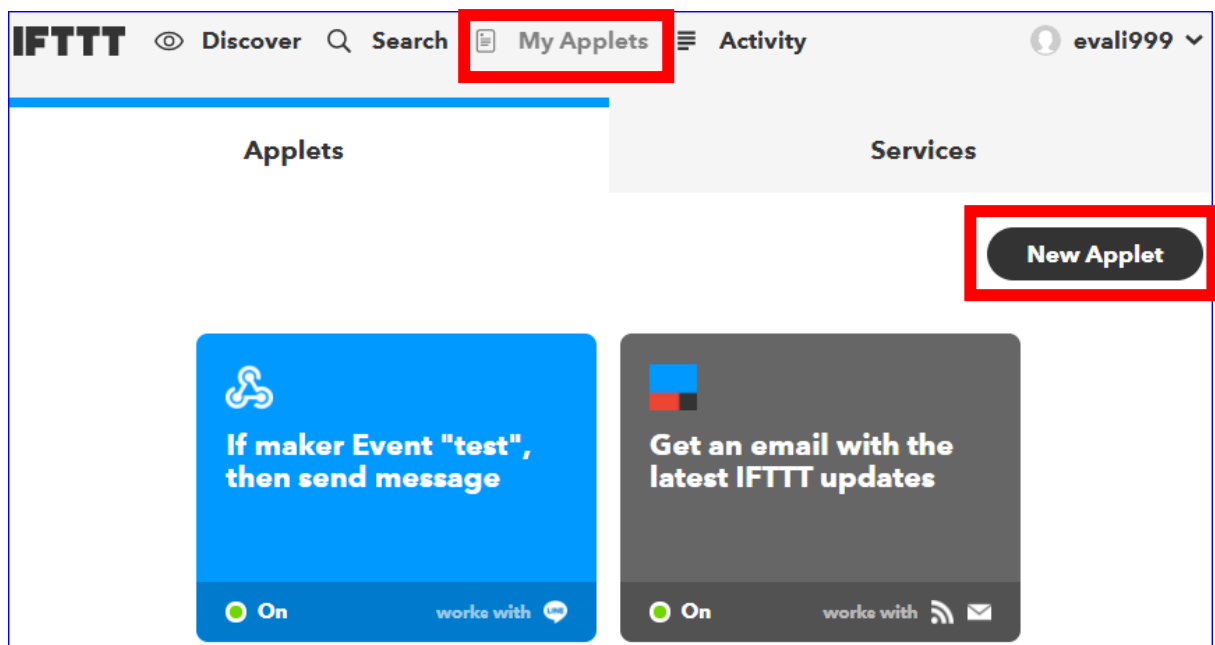 IFTTT Discover Search My Applets Activity evali999
Applets Services
New Applet
If maker Event "test",
then send message
On works with LINE
Get an email with the
latest IFTTT updates
On works with